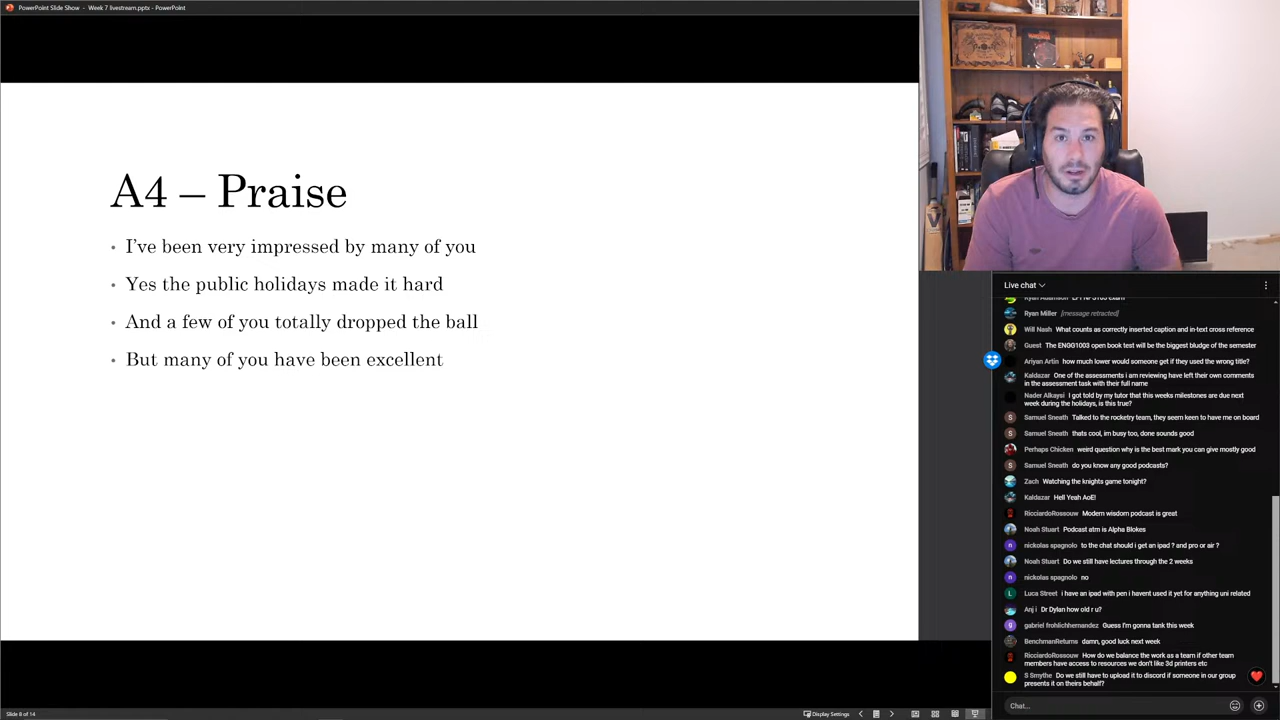 PowerPoint Slide Show - Week 7 livestream.pptx - PowerPoint
A4 – Praise
• I've been very impressed by many of you
• Yes the public holidays made it hard
• And a few of you totally dropped the ball
• But many of you have been excellent
Slide 8 of 14
Display Settings
Live chat
Ryan Adamson
Ryan Miller [message retracted]
Will Nash What counts as correctly inserted caption and in-text cross reference
Guest The ENGG1003 open book test will be the biggest bludge of the semester
Ariyan Artin how much lower would someone get if they used the wrong title?
Kaldazar One of the assessments i am reviewing have left their own comments
in the assessment task with their full name
Nader Alkaysi I got told by my tutor that this weeks milestones are due next
week during the holidays, is this true?
S Samuel Sneath Talked to the rocketry team, they seem keen to have me on board
S Samuel Sneath thats cool, im busy too, done sounds good
Perhaps Chicken weird question why is the best mark you can give mostly good
S Samuel Sneath do you know any good podcasts?
Zach Watching the knights game tonight?
Kaldazar Hell Yeah AoE!
RicciardoRossouw Modern wisdom podcast is great
Noah Stuart Podcast atm is Alpha Blokes
n nickolas spagnolo to the chat should i get an ipad ? and pro or air ?
Noah Stuart Do we still have lectures through the 2 weeks
n nickolas spagnolo no
L Luca Street i have an ipad with pen i havent used it yet for anything uni related
Anj i Dr Dylan how old r u?
g gabriel frohlichhernandez Guess I'm gonna tank this week
BenchmanReturns damn, good luck next week
RicciardoRossouw How do we balance the work as a team if other team
members have access to resources we don't like 3d printers etc
S Smythe Do we still have to upload it to discord if someone in our group
presents it on theirs behalf?
Chat...